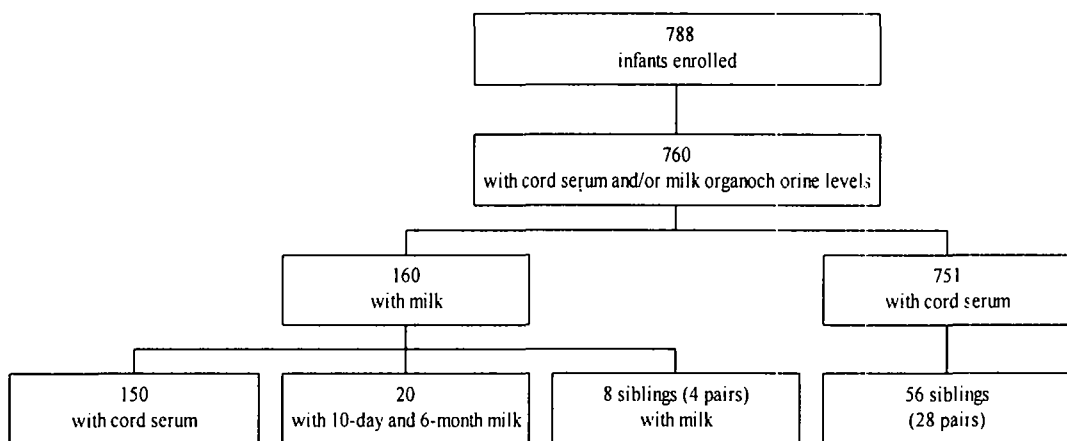 788
infants enrolled
760
with cord serum and/or milk organoch orine levels
160
with milk
751
with cord serum
150
with cord serum
20
with 10-day and 6-month milk
8 siblings (4 pairs)
with milk
56 siblings
(28 pairs)